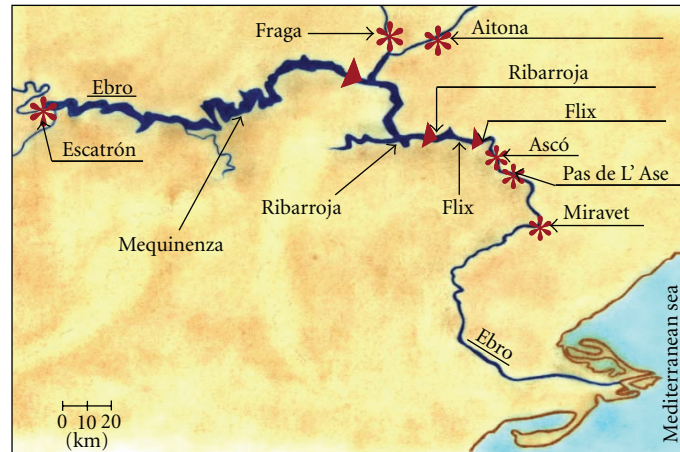 Fraga
Aitona
Ribarroja
Ebro
Flix
Escatrón
Ascó
Pas de L' Ase
Ribarroja
Flix
Miravet
Mequinenza
Ebro
Mediterranean sea
0 10 20
(km)